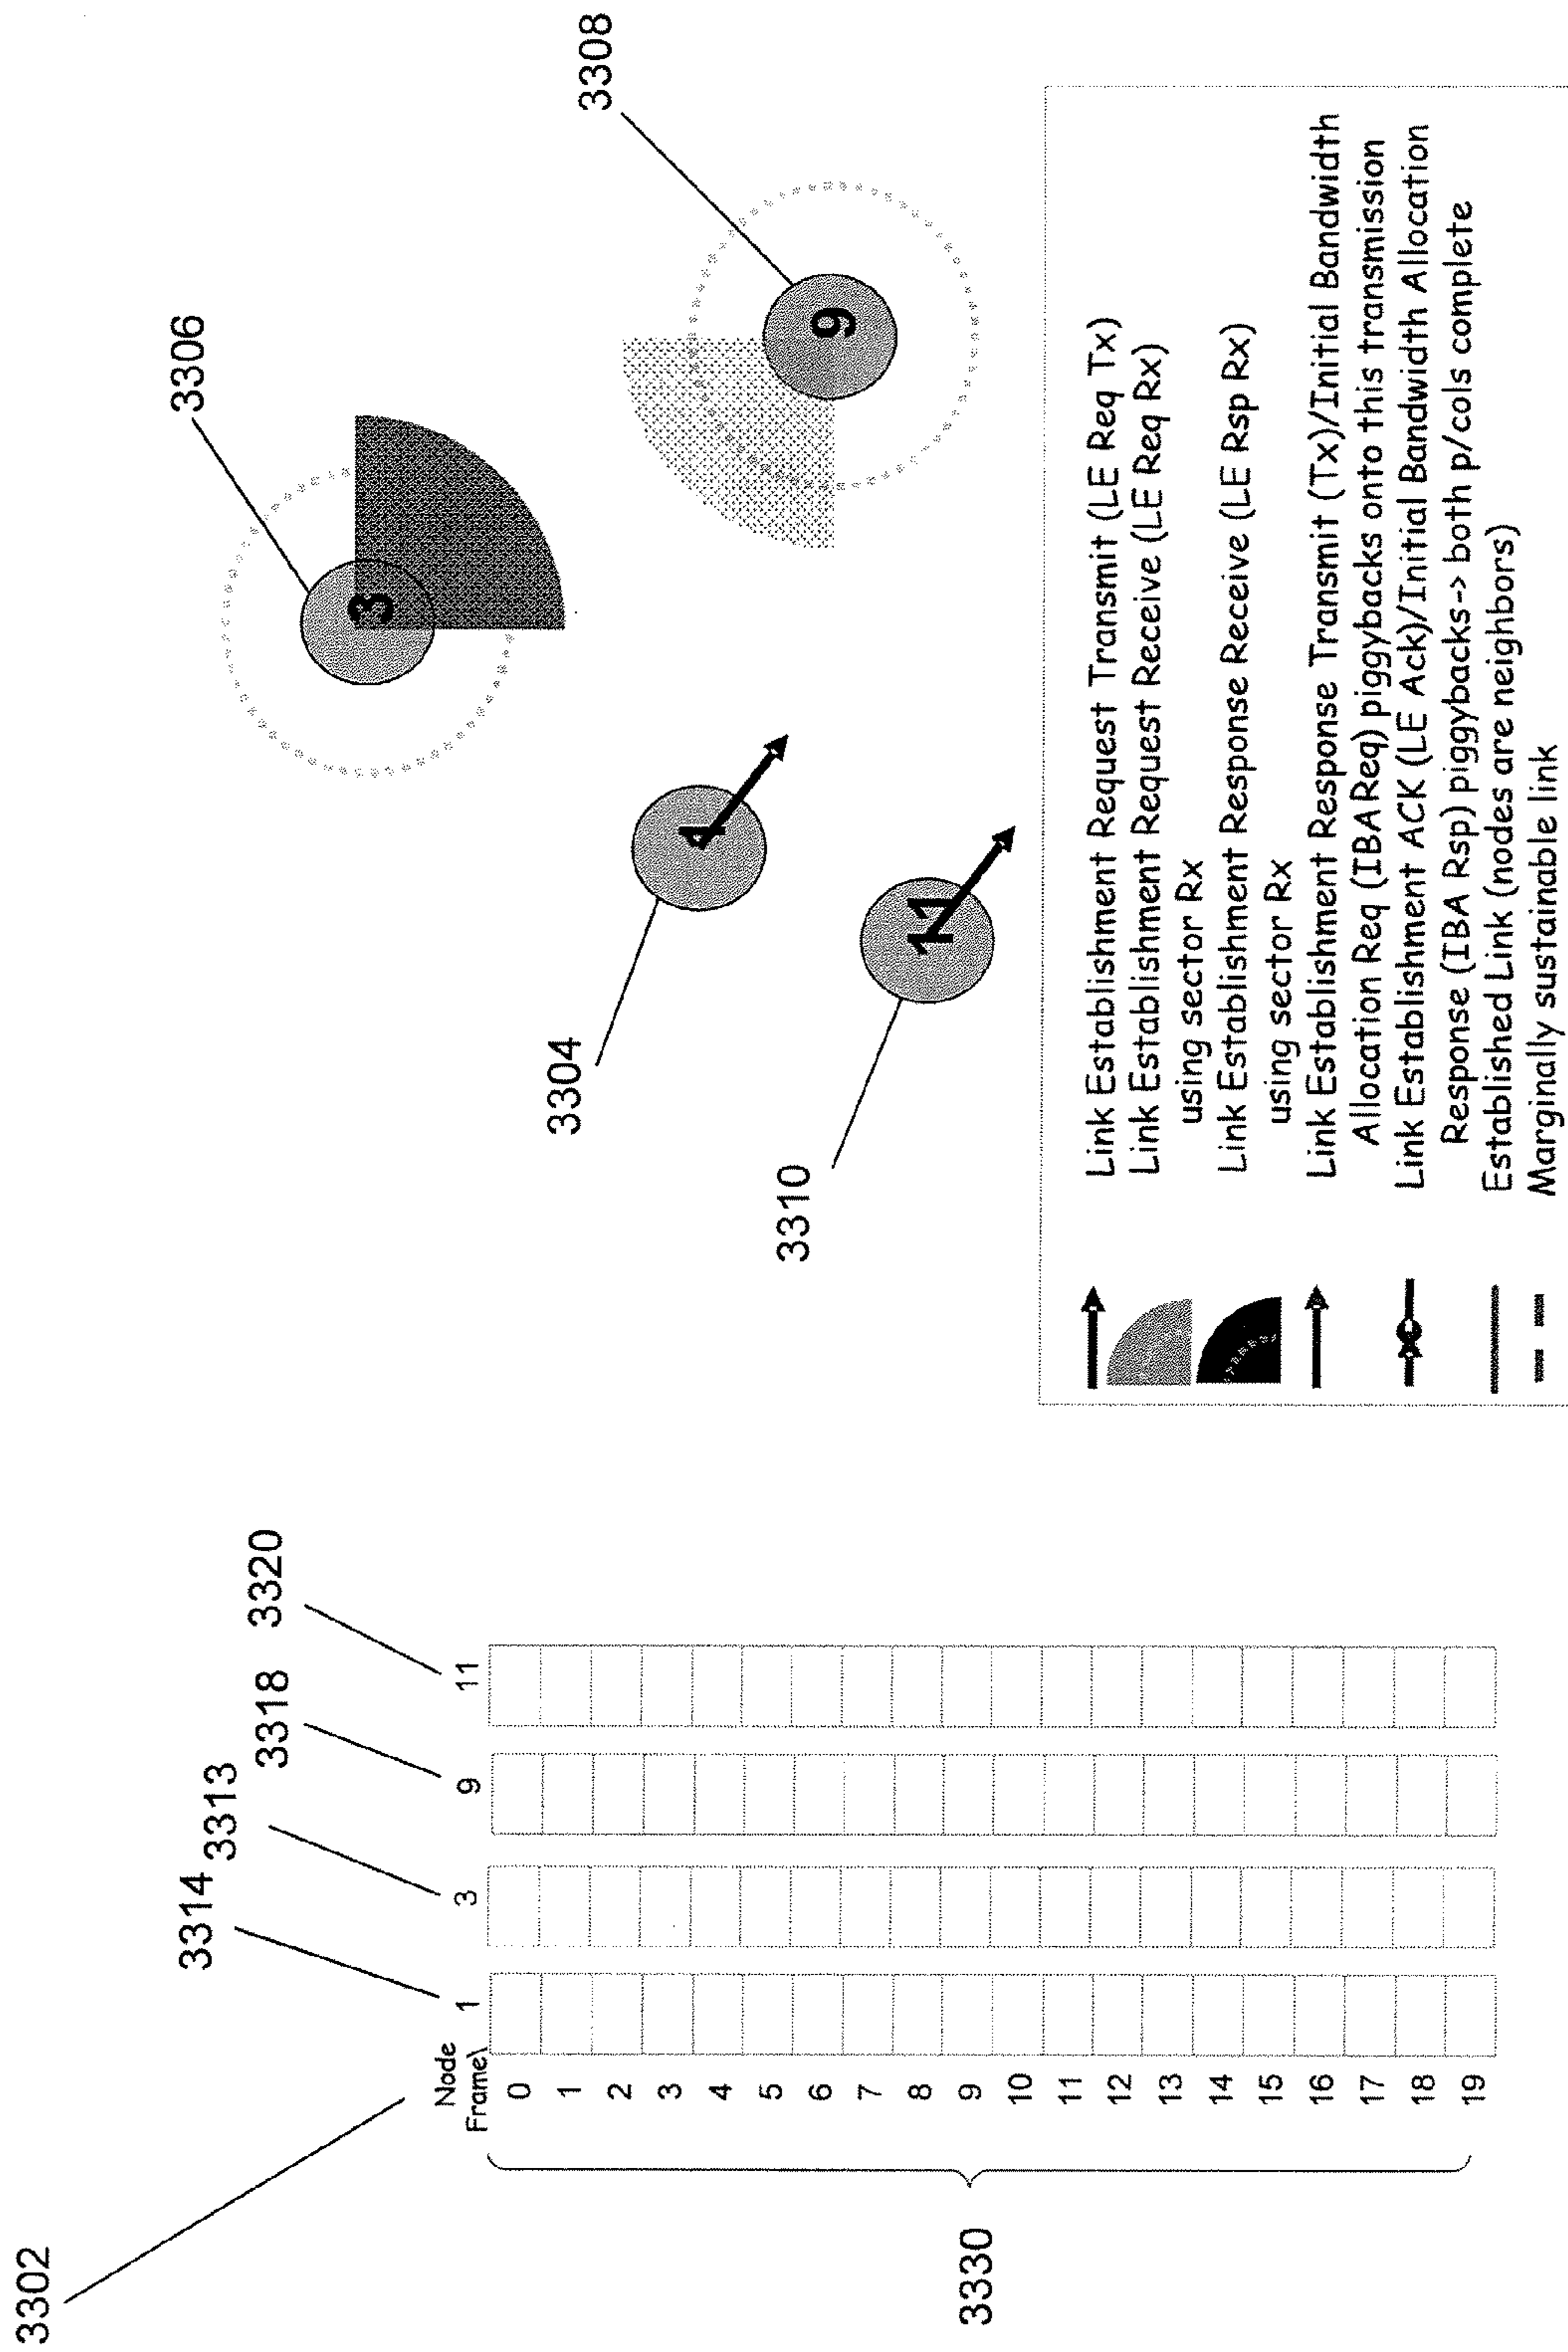 3302
3314 3313 3318 3320
Node 1 3 9 11
Frame\
0
1
2
3
4
5
6
7
8
9
10
11
12
13
14
15
16
17
18
19
3330
3306
3
3304
3308
1
9
3310
11
Link Establishment Request Transmit (LE Req Tx)
Link Establishment Request Receive (LE Req Rx)
using sector Rx
Link Establishment Response Receive (LE Rsp Rx)
using sector Rx
Link Establishment Response Transmit (Tx)/Initial Bandwidth
Allocation Req (IBA Req) piggybacks onto this transmission
Link Establishment ACK (LE Ack)/Initial Bandwidth Allocation
Response (IBA Rsp) piggybacks-> both p/cols complete
Established Link (nodes are neighbors)
Marginally sustainable link